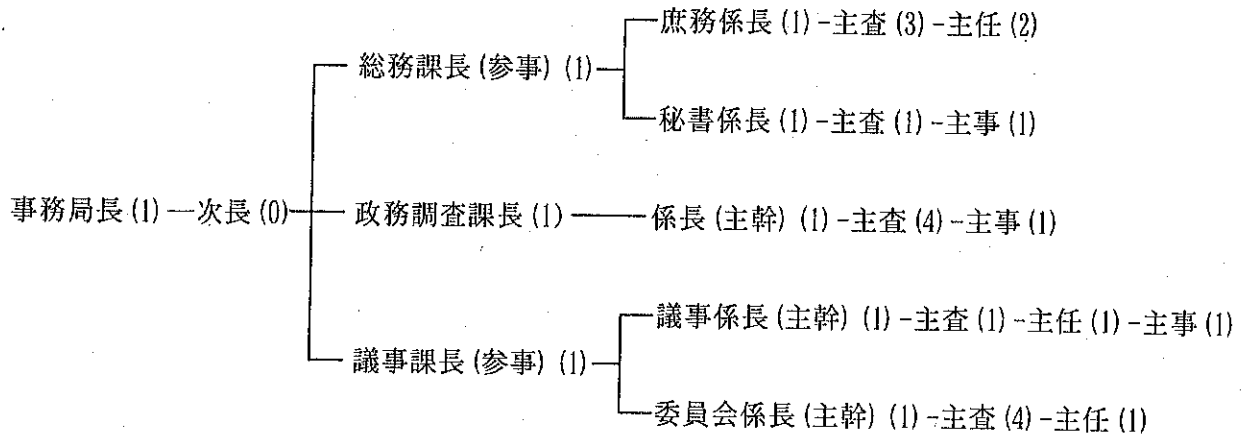 庶務係長(1)-主査(3)-主任(2)
総務課長(参事)(1)
秘書係長(1)-主査(1)-主事(1)
事務局長(1)―次長(0)
政務調査課長(1)
係長(主幹)(1)-主査(4)-主事(1)
議事係長(主幹)(1)-主査(1)-主任(1)-主事(1)
議事課長(参事)(1)
委員会係長(主幹)(1)-主査(4)-主任(1)